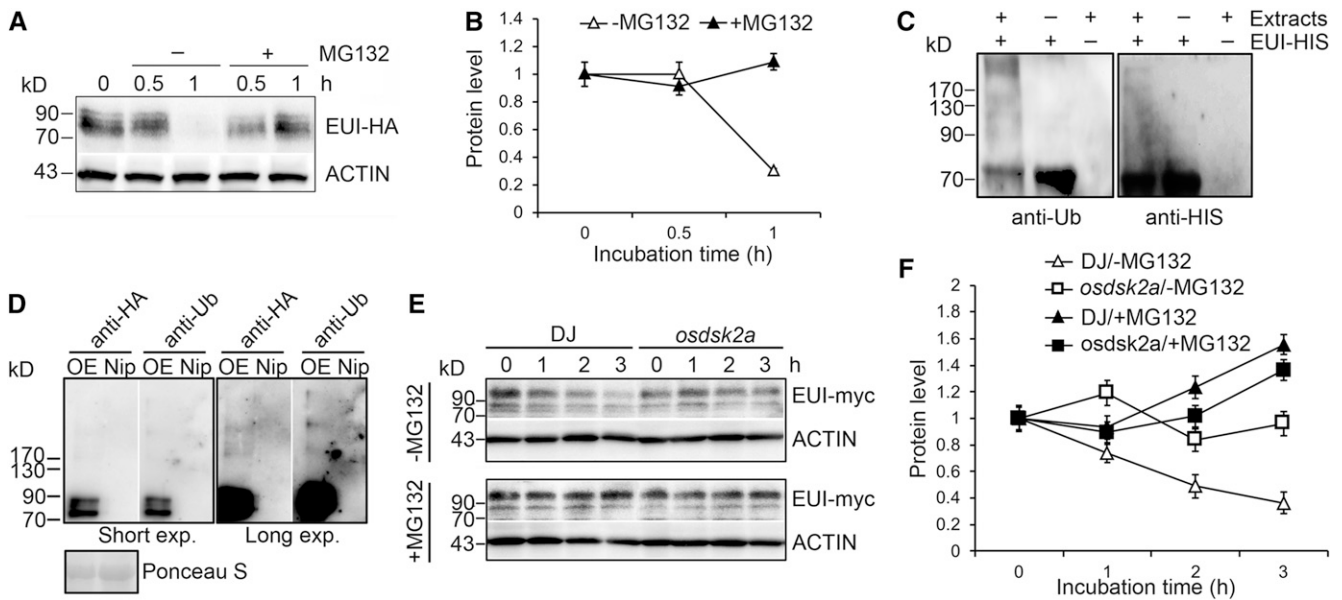 A
MG132
– +
kD 0 0.5 1 0.5 1 h
90
70
EUI-HA
43
ACTIN
B
-MG132 +MG132
Protein level
1.4
1.2
1
0.8
0.6
0.4
0.2
0
0 0.5 1
Incubation time (h)
C
+ – + + – + Extracts
+ + – + + – EUI-HIS
kD
170
130
90
70
anti-Ub anti-HIS
D
anti-HA anti-Ub anti-HA anti-Ub
kD OE Nip OE Nip OE Nip OE Nip
170
130
90
70
Short exp. Long exp.
Ponceau S
E
DJ osdsk2a
kD 0 1 2 3 0 1 2 3 h
-MG132
90
70
EUI-myc
43
ACTIN
+MG132
90
70
EUI-myc
43
ACTIN
F
DJ/-MG132
osdsk2a/-MG132
DJ/+MG132
osdsk2a/+MG132
Protein level
2
1.8
1.6
1.4
1.2
1
0.8
0.6
0.4
0.2
0
0 1 2 3
Incubation time (h)